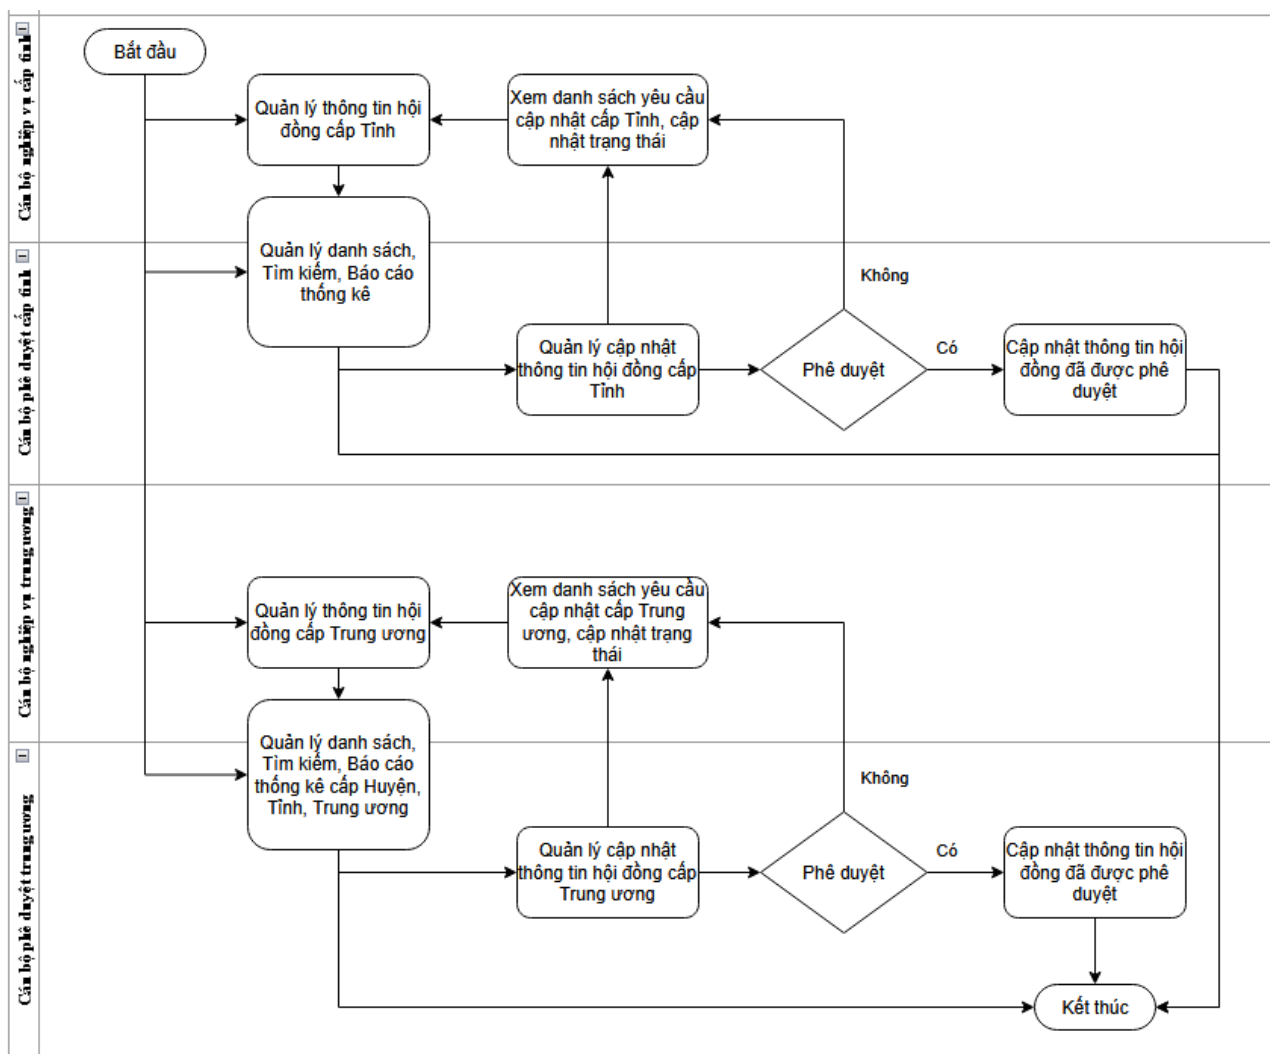 Cán bộ nghiệp vụ cấp tỉnh
Bắt đầu
Quản lý thông tin hội
đồng cấp Tỉnh
Xem danh sách yêu cầu
cập nhật cấp Tỉnh, cập
nhật trạng thái
Cán bộ phê duyệt cấp tỉnh
Quản lý danh sách,
Tìm kiếm, Báo cáo
thống kê
Quản lý cập nhật
thông tin hội đồng cấp
Tỉnh
Phê duyệt
Không
Có
Cập nhật thông tin hội
đồng đã được phê
duyệt
Cán bộ nghiệp vụ trung ương
Quản lý thông tin hội
đồng cấp Trung ương
Xem danh sách yêu cầu
cập nhật cấp Trung
ương, cập nhật trạng
thái
Cán bộ phê duyệt trung ương
Quản lý danh sách,
Tìm kiếm, Báo cáo
thống kê cấp Huyện,
Tỉnh, Trung ương
Quản lý cập nhật
thông tin hội đồng cấp
Trung ương
Phê duyệt
Không
Có
Cập nhật thông tin hội
đồng đã được phê
duyệt
Kết thúc